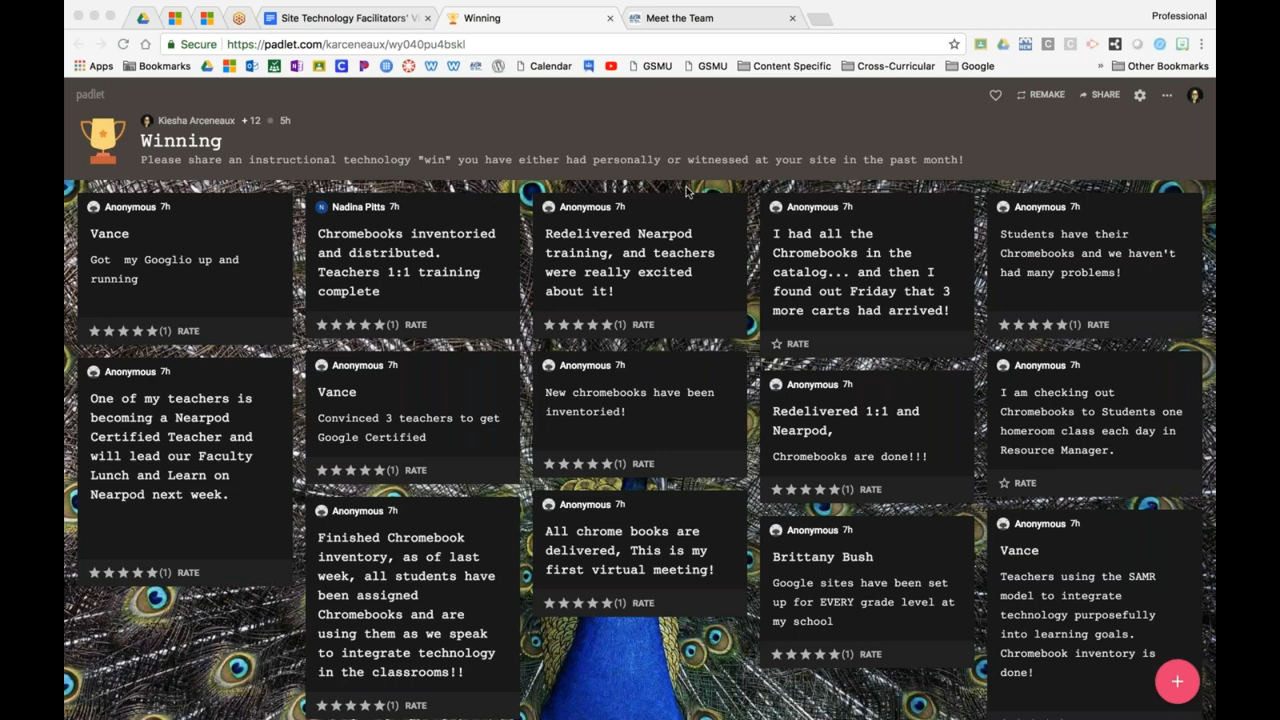 Site Technology Facilitators' V
Winning
Meet the Team
Professional
Secure
https://padlet.com/karceneaux/wy040pu4bskl
Apps
Bookmarks
Calendar
GSMU
GSMU
Content Specific
Cross-Curricular
Google
»
Other Bookmarks
padlet
REMAKE
SHARE
Kiesha Arceneaux +12 5h
Winning
Please share an instructional technology "win" you have either had personally or witnessed at your site in the past month!
Anonymous 7h
Vance
Got my Googlio up and
running
(1) RATE
Anonymous 7h
One of my teachers is
becoming a Nearpod
Certified Teacher and
will lead our Faculty
Lunch and Learn on
Nearpod next week.
(1) RATE
N Nadina Pitts 7h
Chromebooks inventoried
and distributed.
Teachers 1:1 training
complete
(1) RATE
Anonymous 7h
Vance
Convinced 3 teachers to get
Google Certified
(1) RATE
Anonymous 7h
Finished Chromebook
inventory, as of last
week, all students have
been assigned
Chromebooks and are
using them as we speak
to integrate technology
in the classrooms!!
(1) RATE
Anonymous 7h
Redelivered Nearpod
training, and teachers
were really excited
about it!
(1) RATE
Anonymous 7h
New chromebooks have been
inventoried!
(1) RATE
Anonymous 7h
All chrome books are
delivered, This is my
first virtual meeting!
(1) RATE
Anonymous 7h
I had all the
Chromebooks in the
catalog... and then I
found out Friday that 3
more carts had arrived!
RATE
Anonymous 7h
Redelivered 1:1 and
Nearpod,
Chromebooks are done!!!
(1) RATE
Anonymous 7h
Brittany Bush
Google sites have been set
up for EVERY grade level at
my school
(1) RATE
Anonymous 7h
Students have their
Chromebooks and we haven't
had many problems!
(1) RATE
Anonymous 7h
I am checking out
Chromebooks to Students one
homeroom class each day in
Resource Manager.
RATE
Anonymous 7h
Vance
Teachers using the SAMR
model to integrate
technology purposefully
into learning goals.
Chromebook inventory is
done!